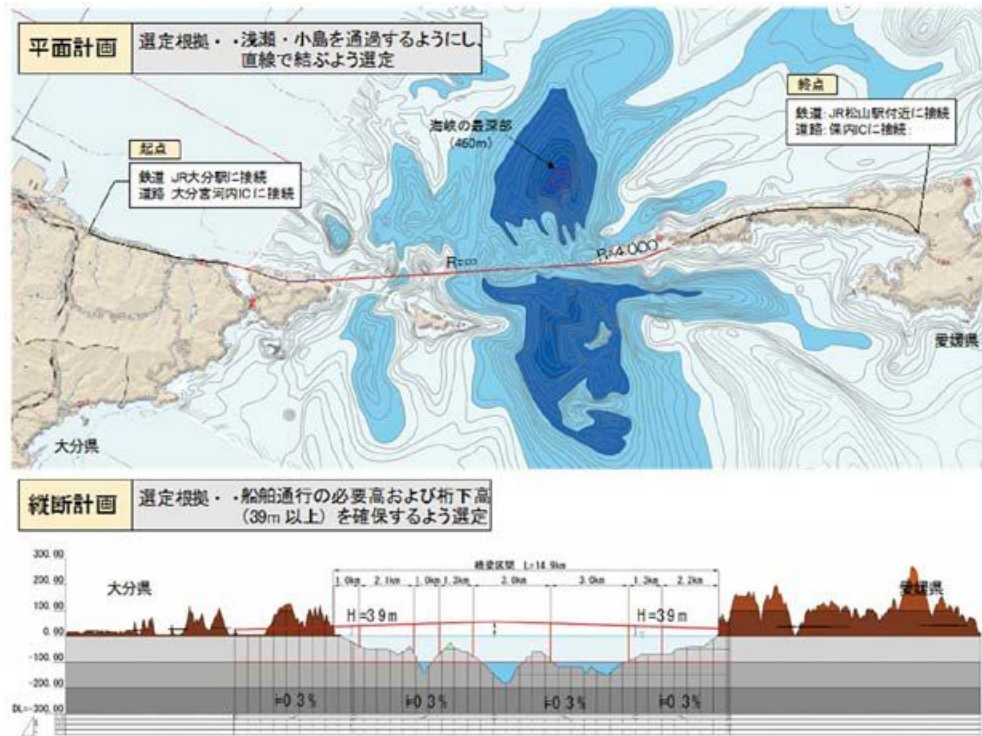 平面計画
選定根拠・・浅瀬・小島を通過するようにし、
直線で結ぶよう選定
終点
鉄道:JR松山駅付近に接続
道路:保内ICに接続
海峡の最深部
(460m)
起点
鉄道 JR大分駅に接続
道路 大分宮河内ICに接続
R=∞
R=4,000
愛媛県
大分県
縦断計画
選定根拠・・船舶通行の必要高および桁下高
(39m以上)を確保するよう選定
橋梁区間 L=14.9km
1.0km 2.1km 1.0km 1.3km 3.0km 3.0km 1.3km 2.2km
大分県
愛媛県
H=39m
H=39m
300.00
200.00
100.00
0.00
-100.00
-200.00
DL=-300.00
i=0.3%
i=0.3%
i=0.3%
i=0.3%